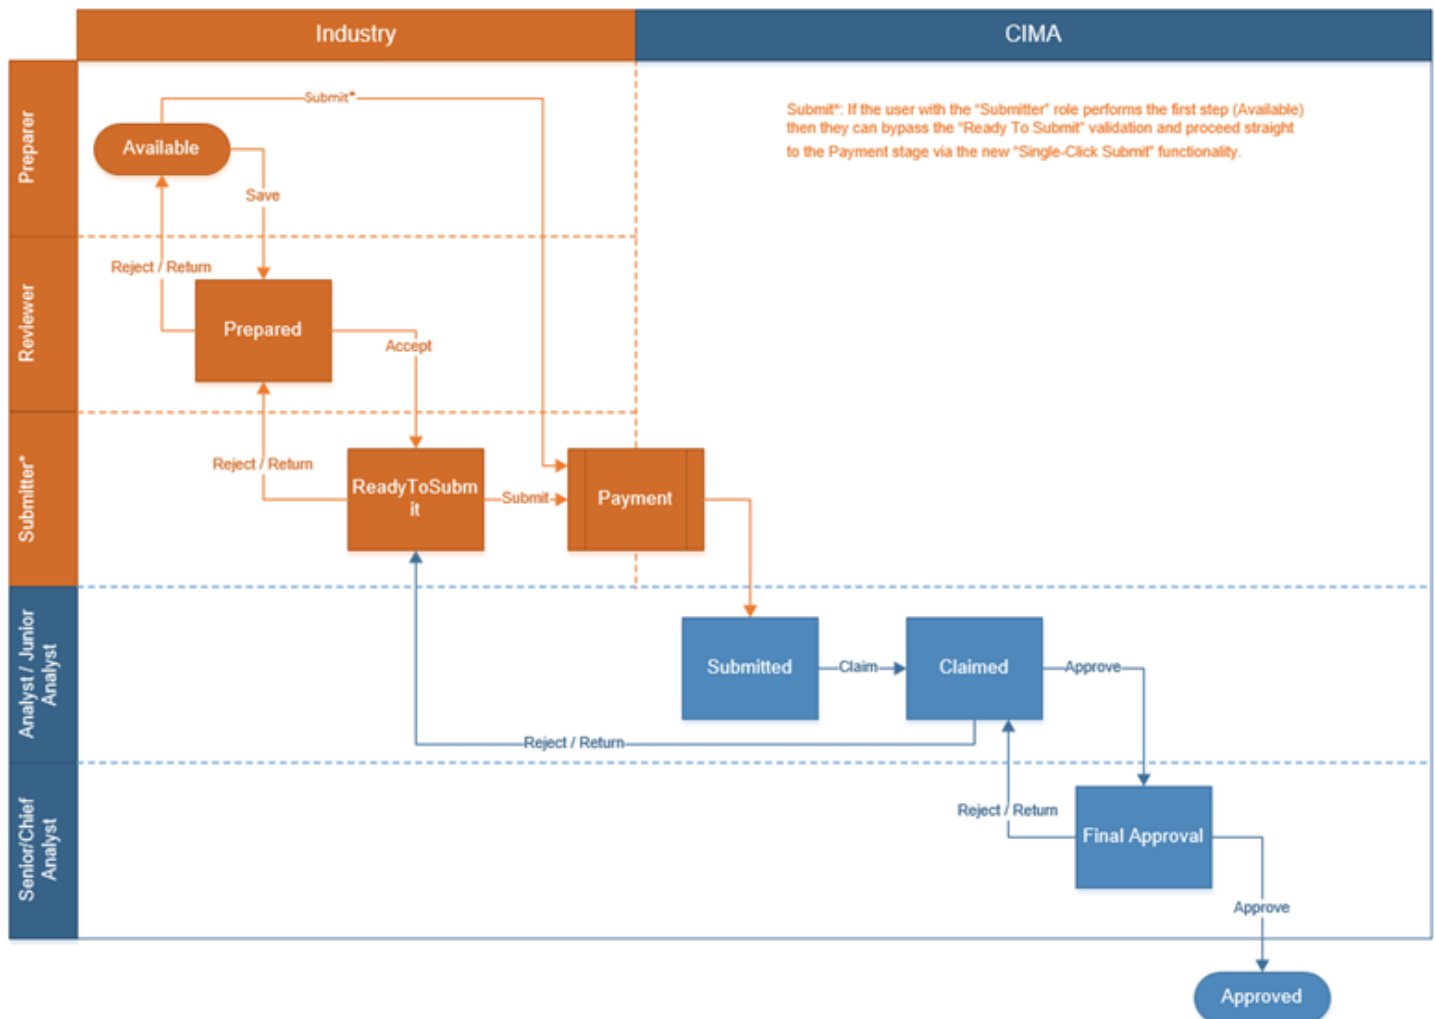 Industry
CIMA
Preparer
Submit*
Submit*: If the user with the "Submitter" role performs the first step (Available)
then they can bypass the "Ready To Submit" validation and proceed straight
to the Payment stage via the new "Single-Click Submit" functionality.
Available
Save
Reviewer
Reject / Return
Prepared
Accept
Submitter*
Reject / Return
ReadyToSubm
it
Submit
Payment
Analyst / Junior
Analyst
Submitted
Claim
Claimed
Approve
Reject / Return
Senior/Chief
Analyst
Reject / Return
Final Approval
Approve
Approved